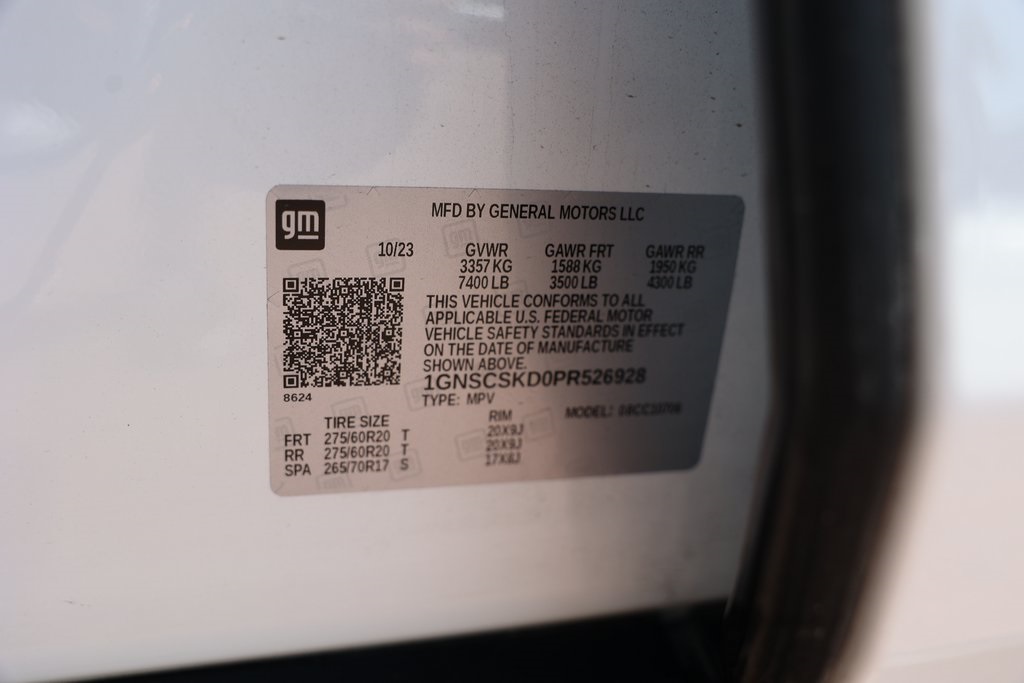 gm
MFD BY GENERAL MOTORS LLC
10/23 GVWR GAWR FRT GAWR RR
3357 KG 1588 KG 1950 KG
7400 LB 3500 LB 4300 LB
THIS VEHICLE CONFORMS TO ALL
APPLICABLE U.S. FEDERAL MOTOR
VEHICLE SAFETY STANDARDS IN EFFECT
ON THE DATE OF MANUFACTURE
SHOWN ABOVE.
1GNSCSKD0PR526928
8624
TYPE: MPV
TIRE SIZE RIM MODEL:
FRT 275/60R20 T 20X9J
RR 275/60R20 T 20X9J
SPA 265/70R17 S 17X8J